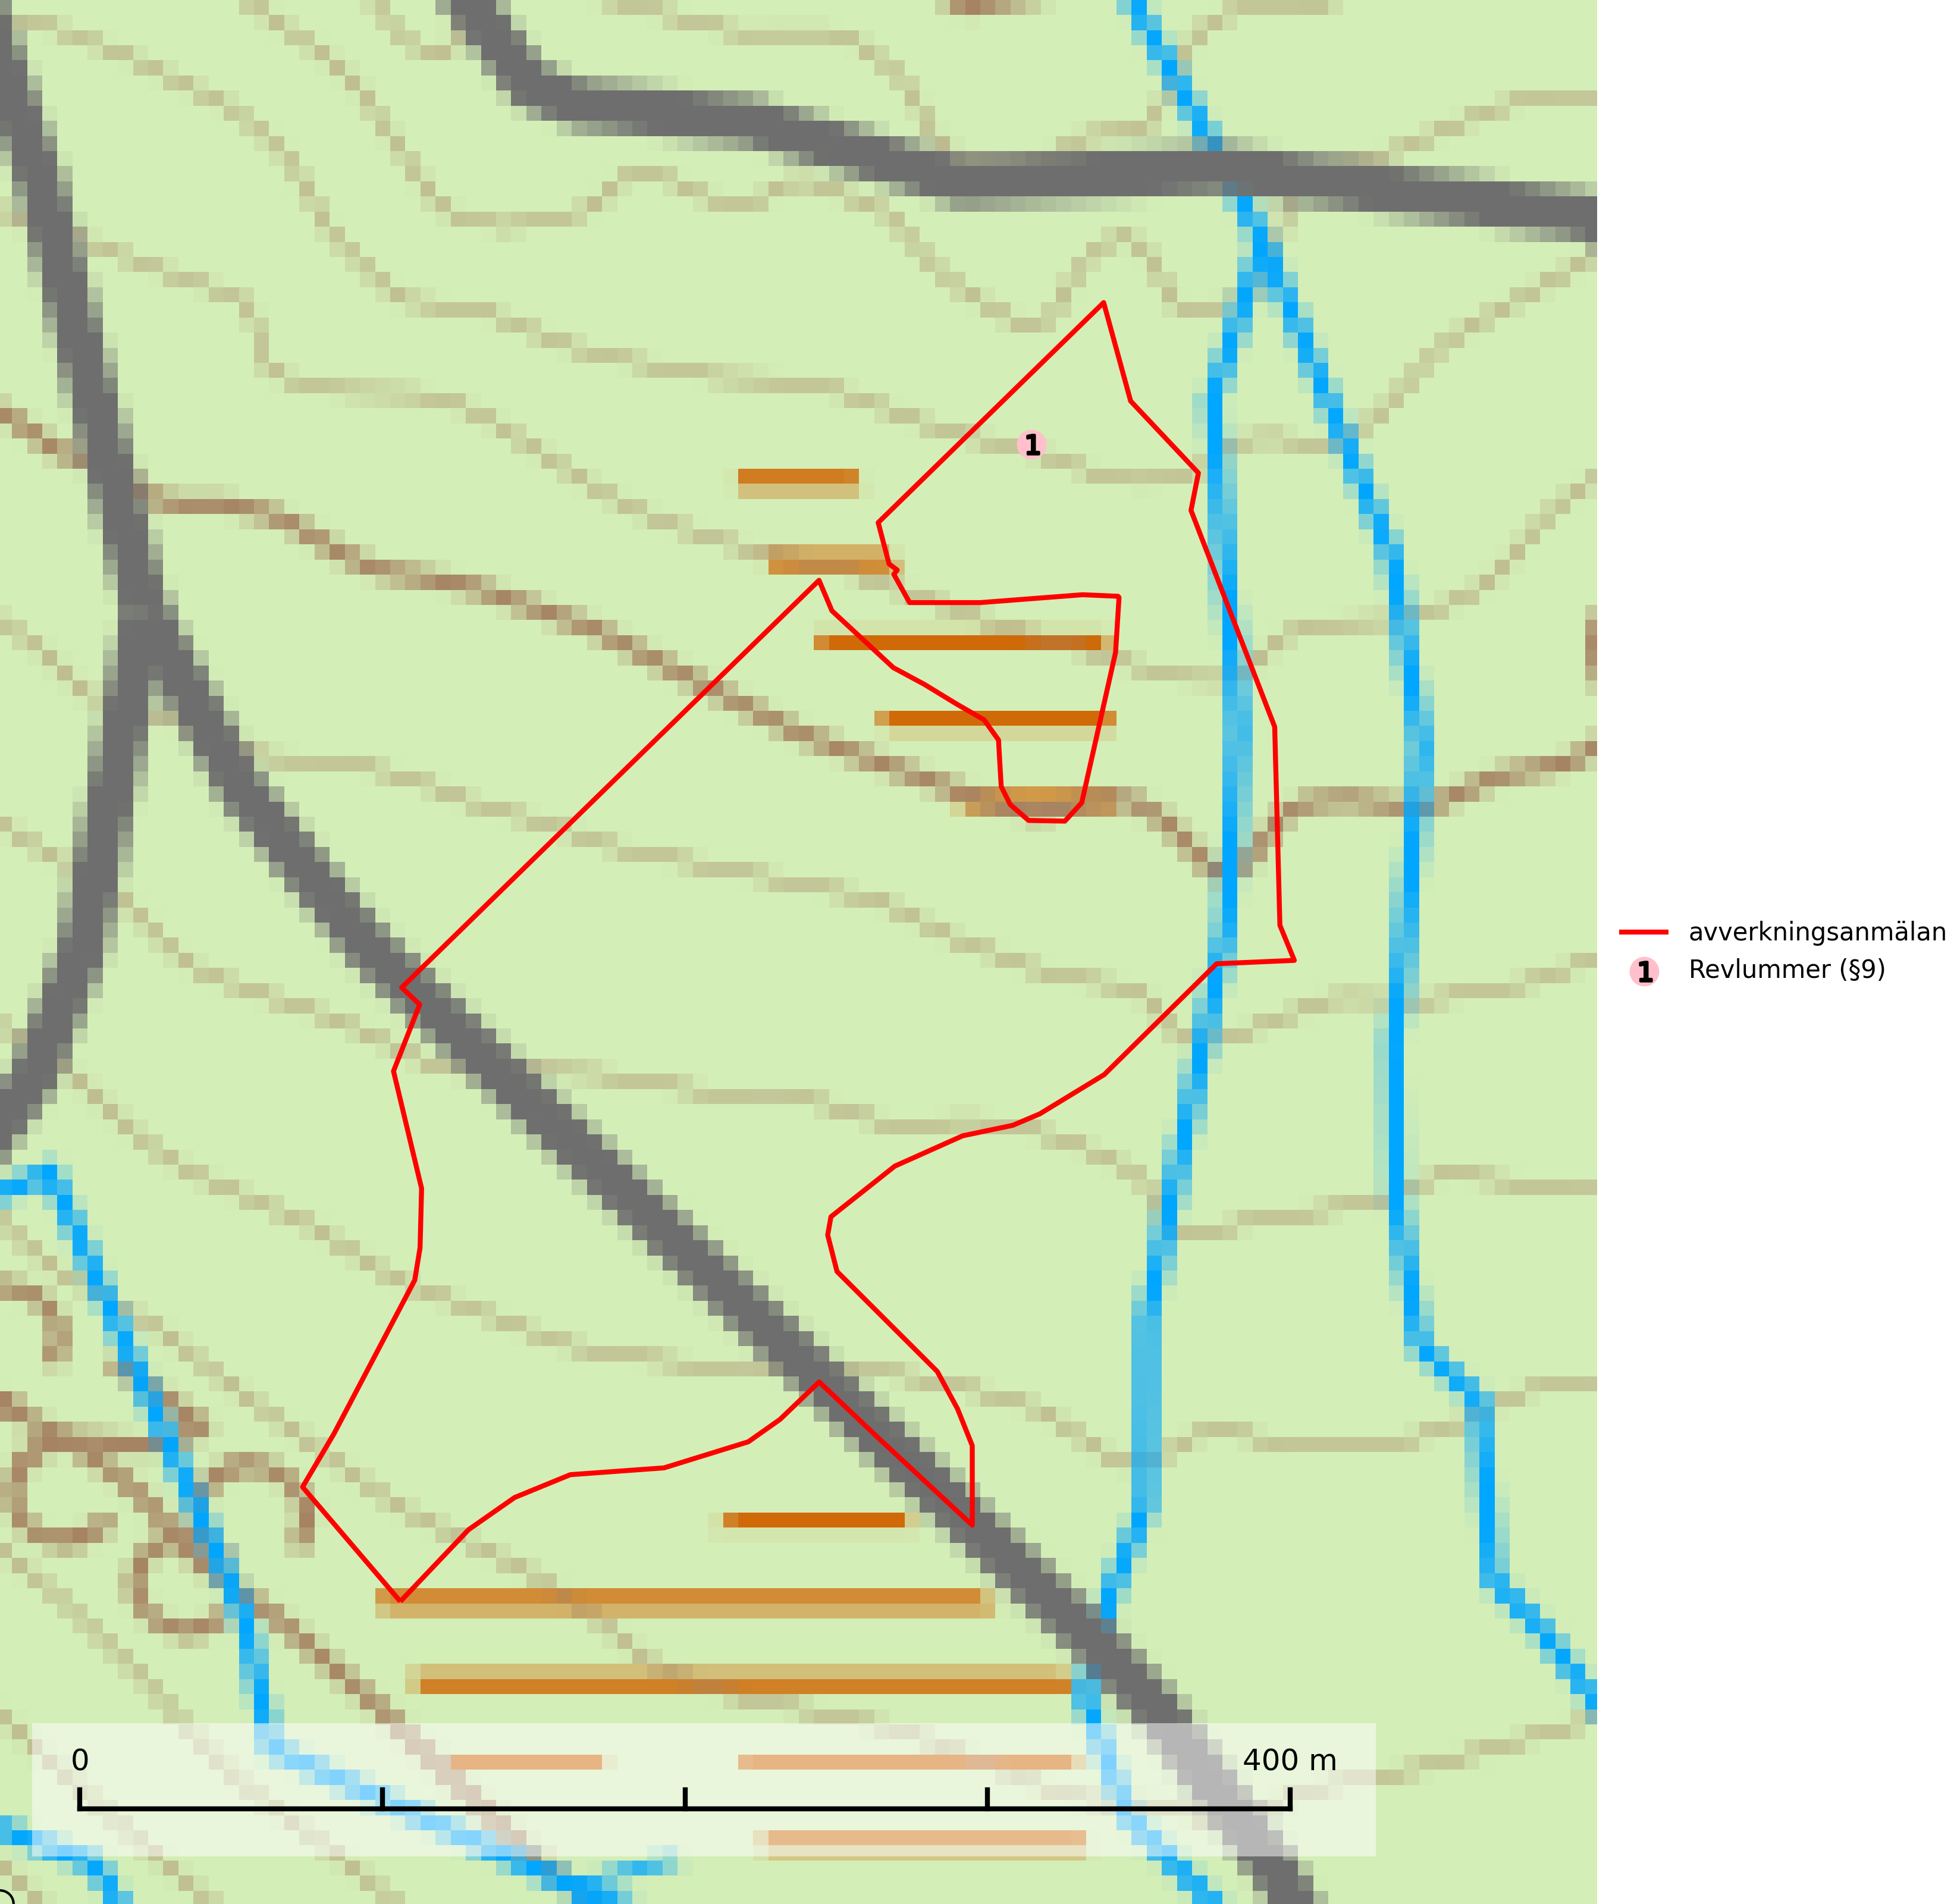 1
avverkningsanmälan
1 Revlummer (§9)
0 400 m